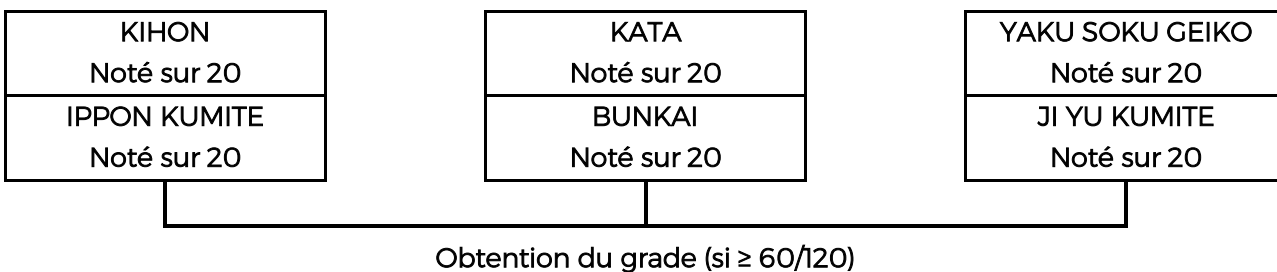 KIHON
Noté sur 20
IPPON KUMITE
Noté sur 20
KATA
Noté sur 20
BUNKAI
Noté sur 20
YAKU SOKU GEIKO
Noté sur 20
JI YU KUMITE
Noté sur 20
Obtention du grade (si ≥ 60/120)